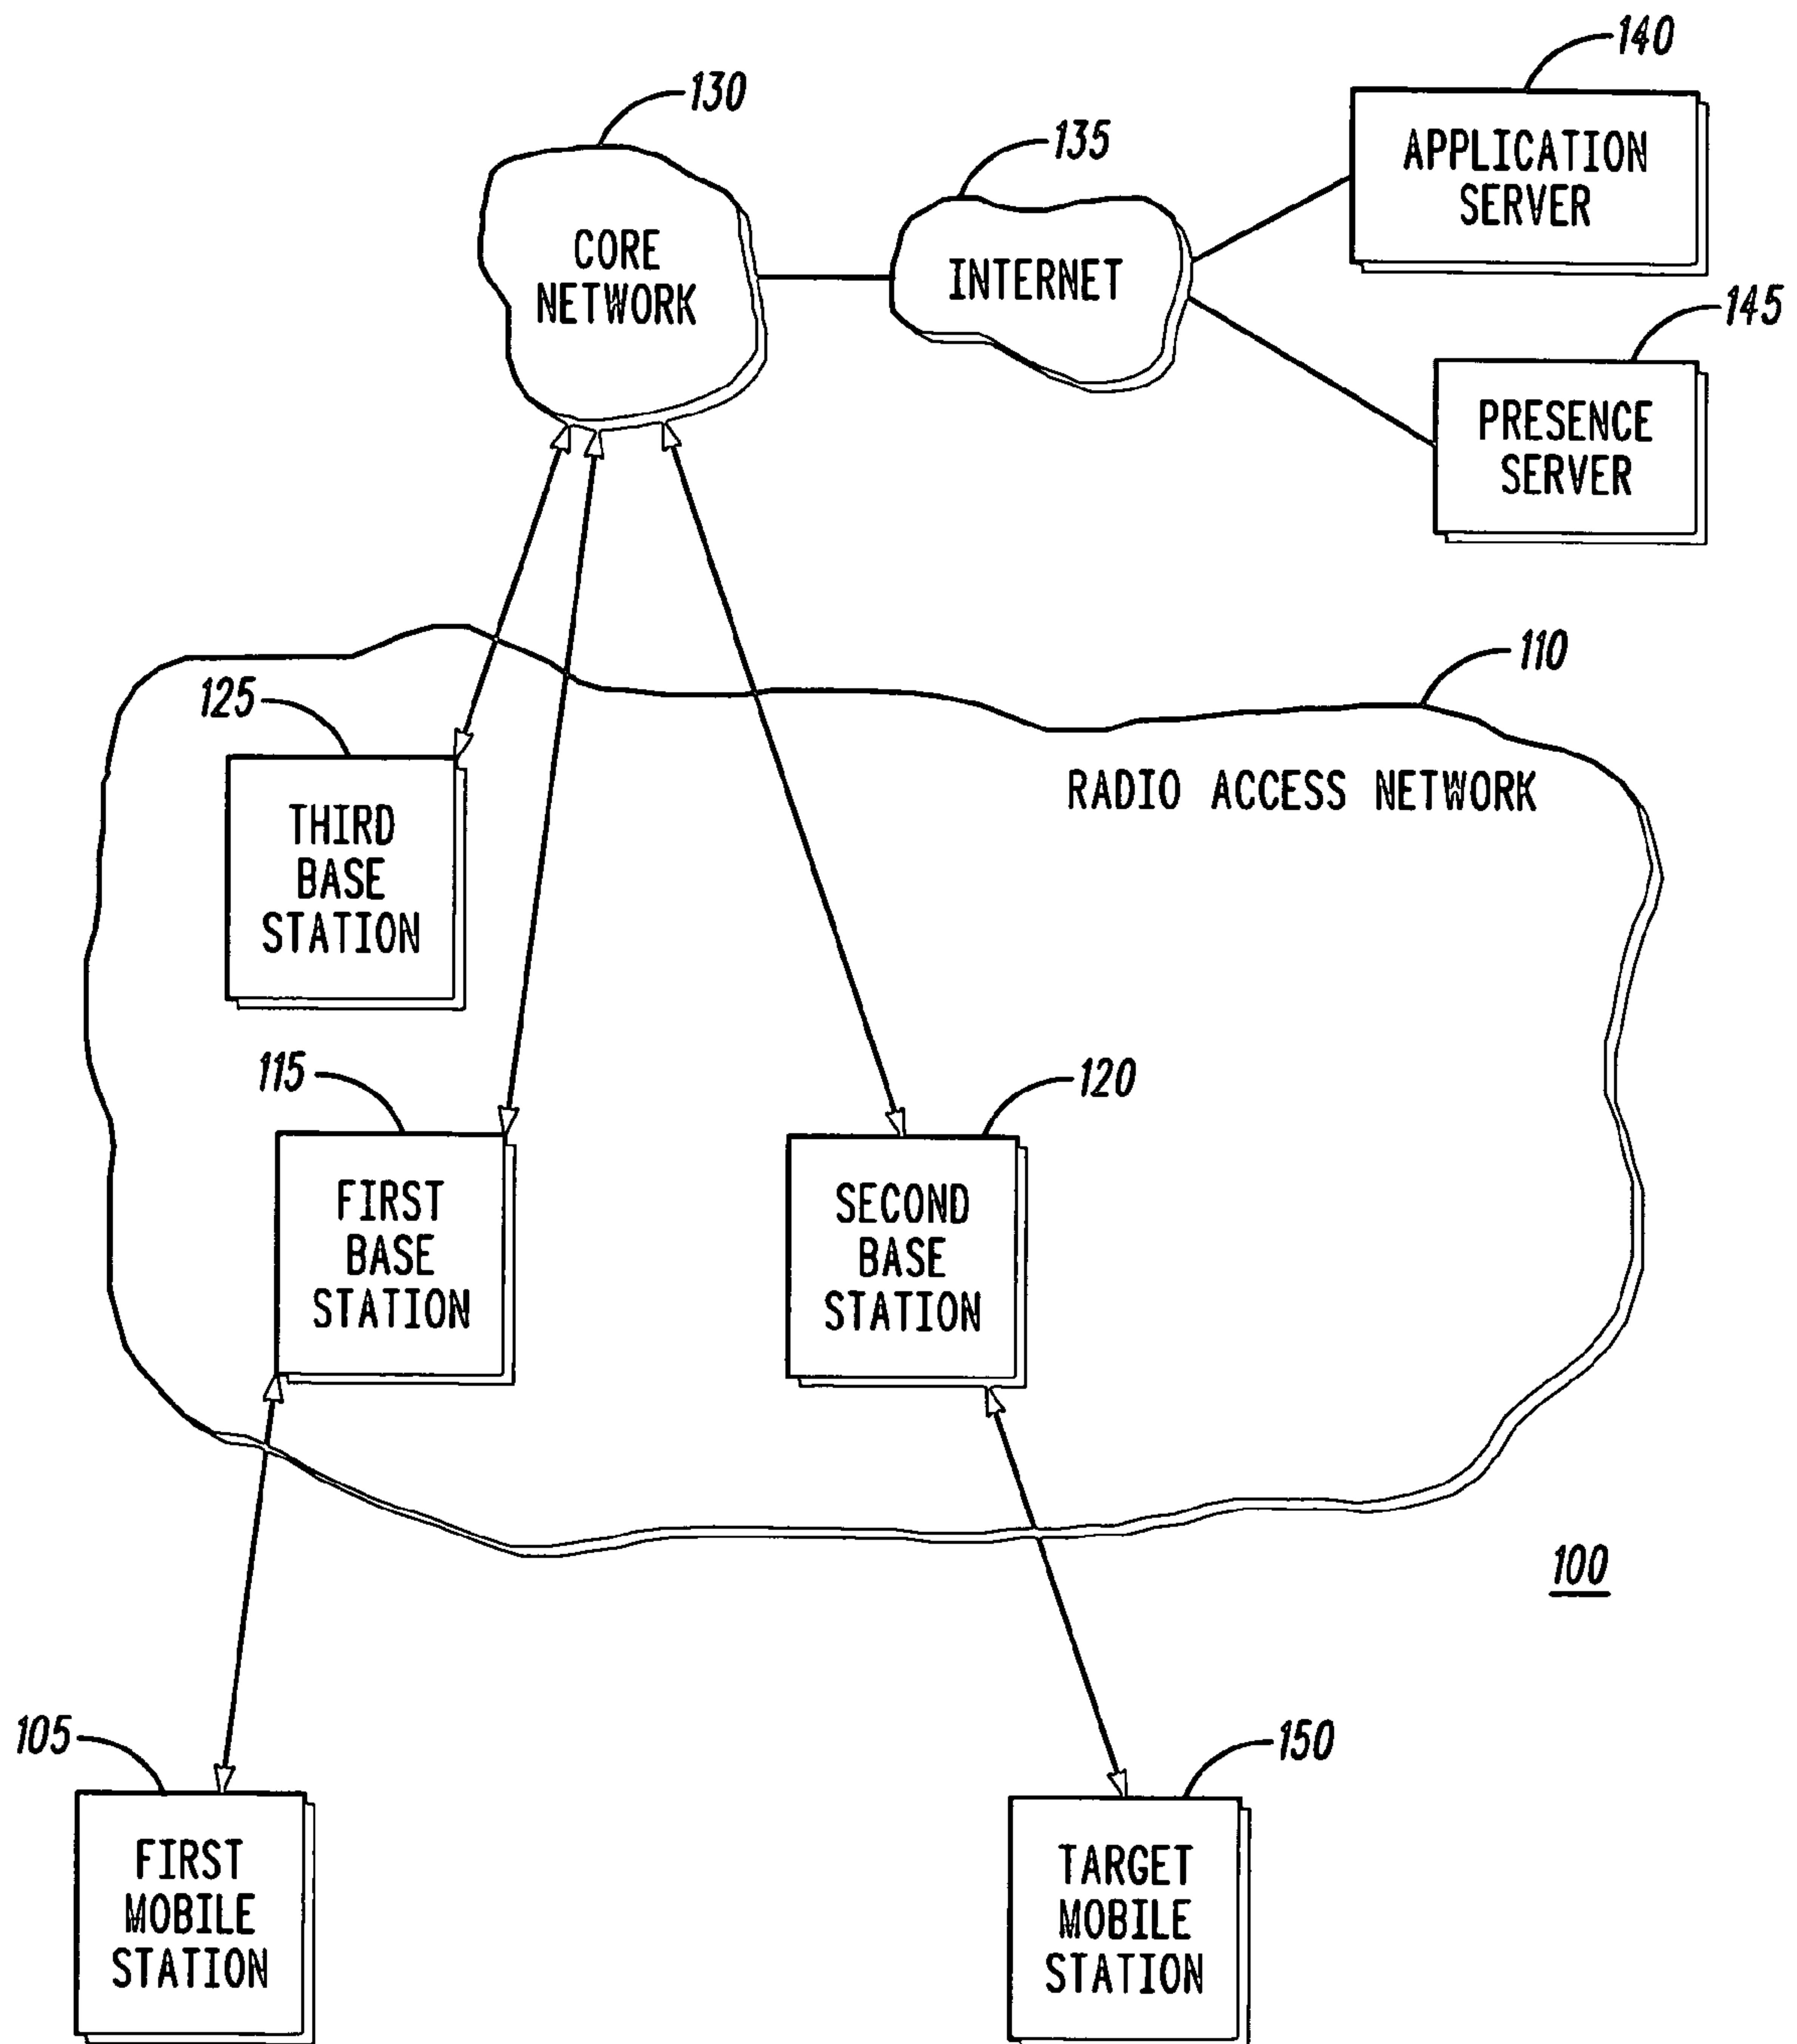 140
130
135
APPLICATION
SERVER
CORE
NETWORK
INTERNET
145
PRESENCE
SERVER
110
125
RADIO ACCESS NETWORK
THIRD
BASE
STATION
115
120
FIRST
BASE
STATION
SECOND
BASE
STATION
100
105
150
FIRST
MOBILE
STATION
TARGET
MOBILE
STATION